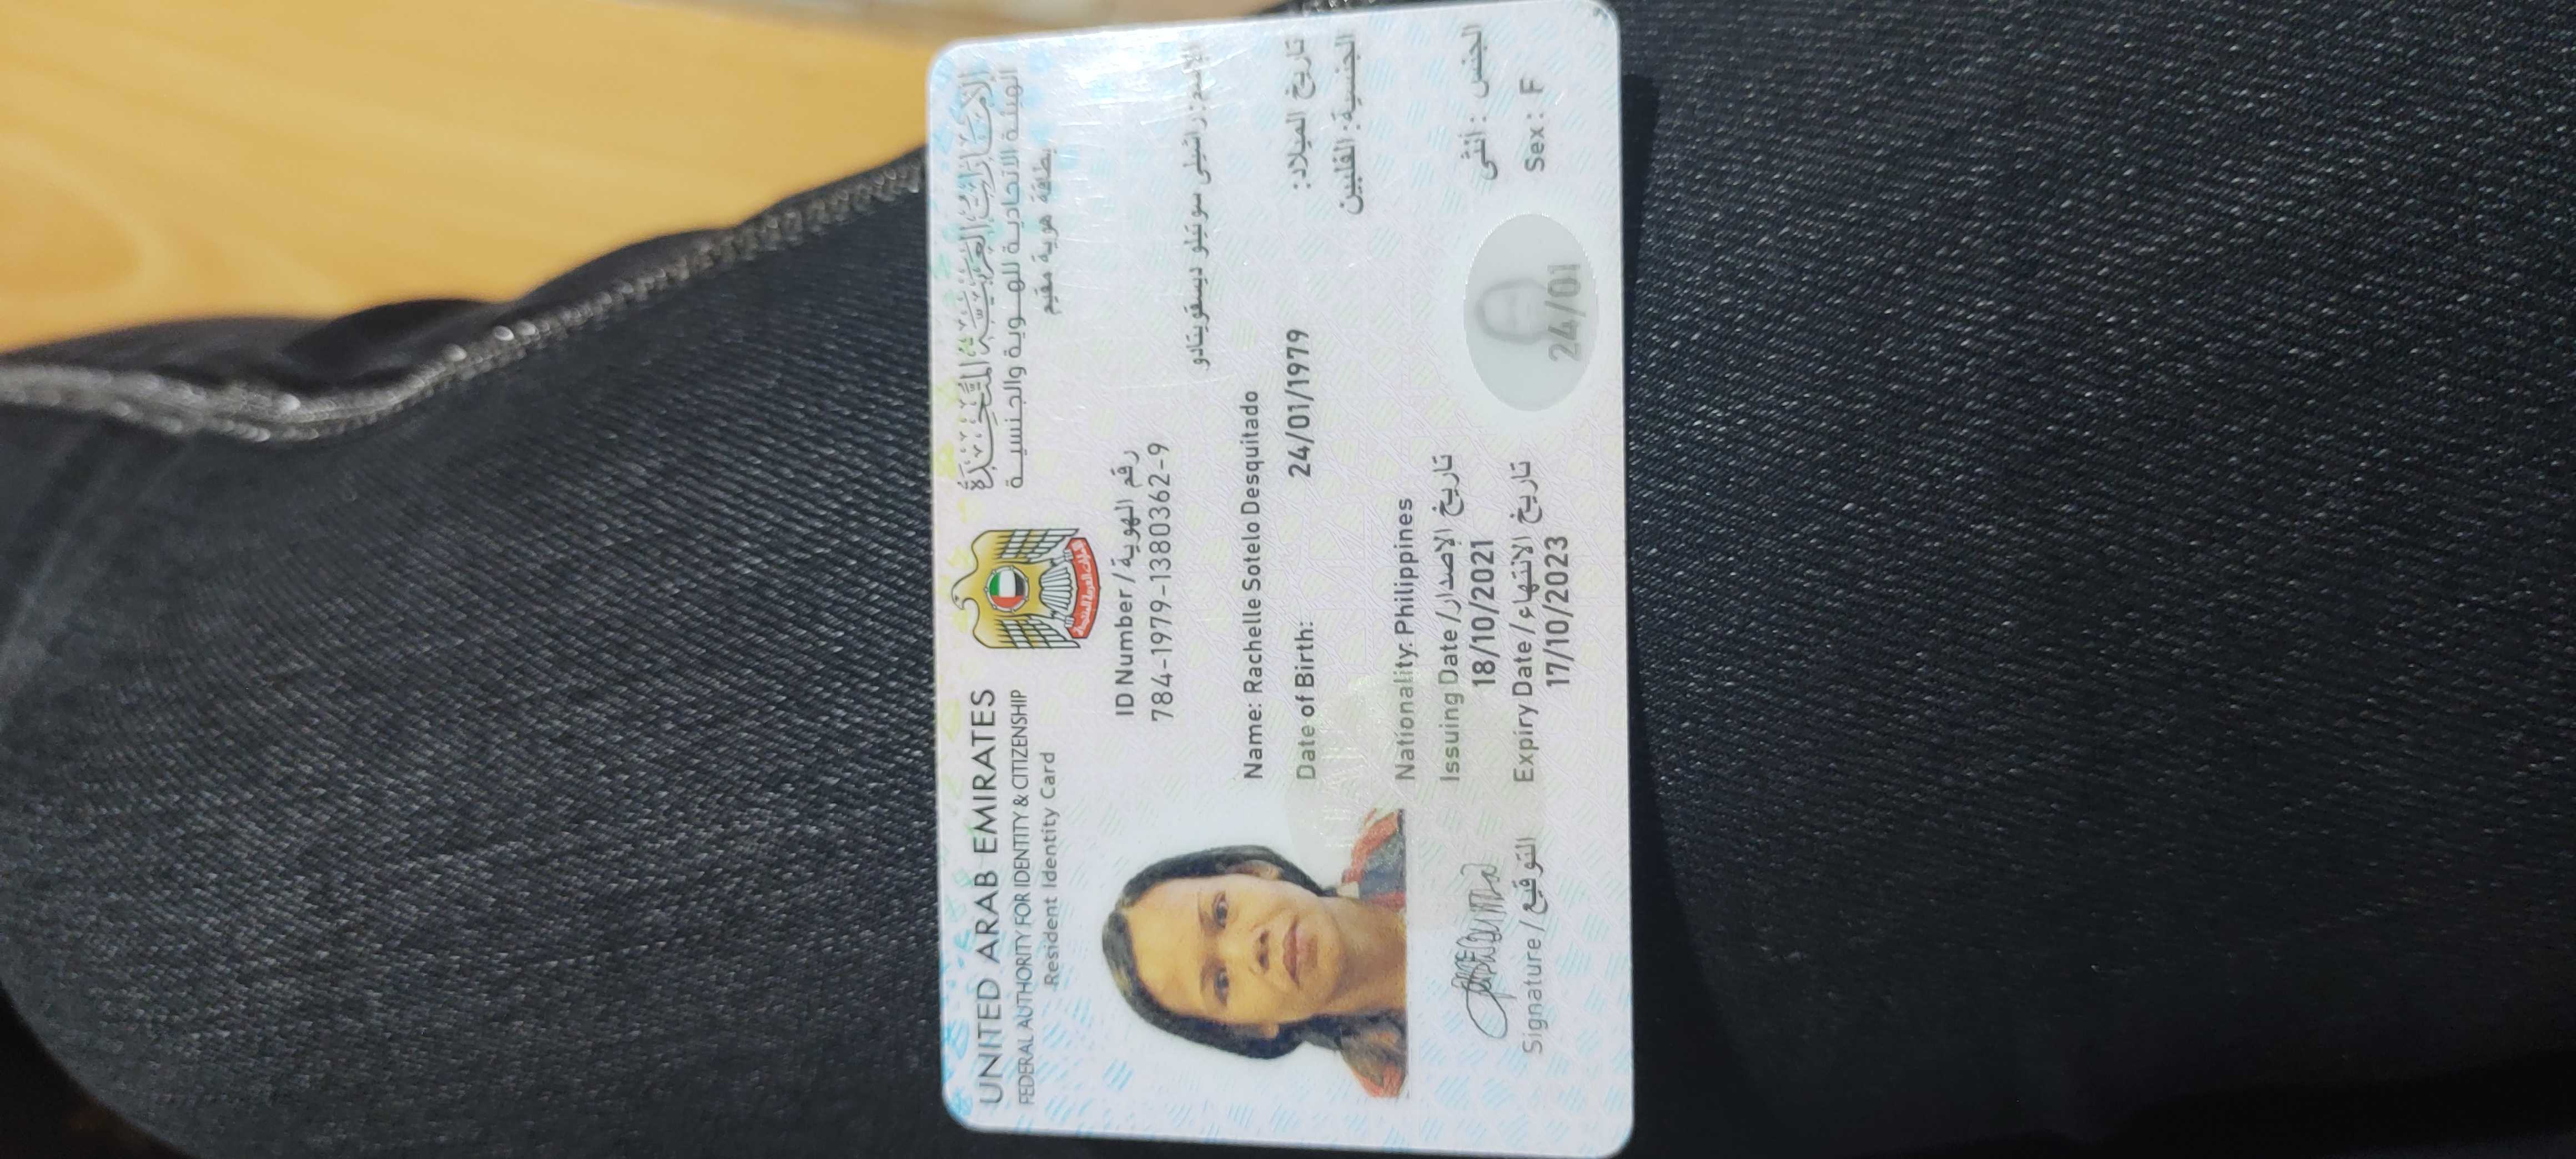 UNITED ARAB EMIRATES
FEDERAL AUTHORITY FOR IDENTITY & CITIZENSHIP
Resident Identity Card
الإمارات العربية المتحدة
الهيئة الاتحادية للهوية والجنسية
بطاقة هوية مقيم
الإمارات العربية المتحدة
ID Number / رقم الهوية
784-1979-1380362-9
الإسم: راشيلى سوتيلو ديسقويتادو
Name: Rachelle Sotelo Desquitado
Date of Birth: 24/01/1979 تاريخ الميلاد:
الجنسية: الفلبين
Nationality: Philippines
Issuing Date / تاريخ الإصدار
18/10/2021
الجنس : أنثى
Signature / التوقيع
Expiry Date / تاريخ الانتهاء
17/10/2023
Sex: F
24/01